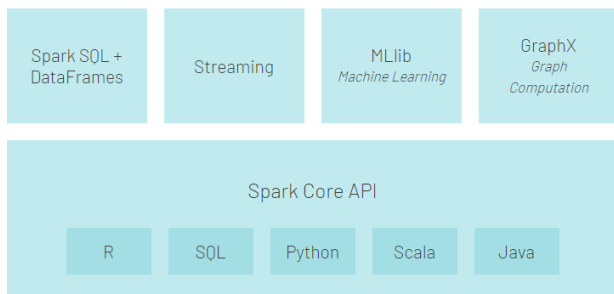 Spark SQL +
DataFrames
Streaming
MLlib
Machine Learning
GraphX
Graph
Computation
Spark Core API
R
SQL
Python
Scala
Java